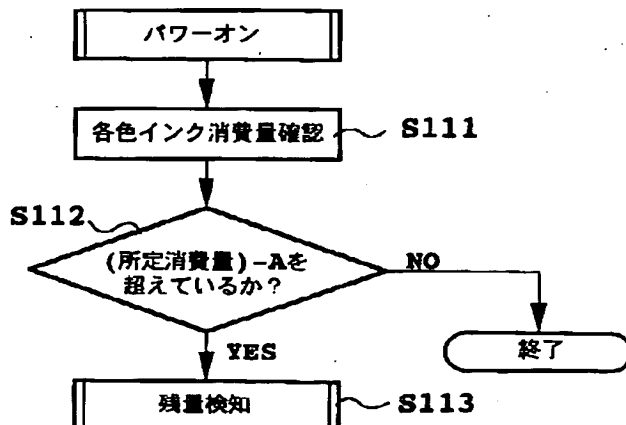 パワーオン
各色インク消費量確認
S111
S112
(所定消費量)-Aを
超えているか?
NO
YES
終了
残量検知
S113